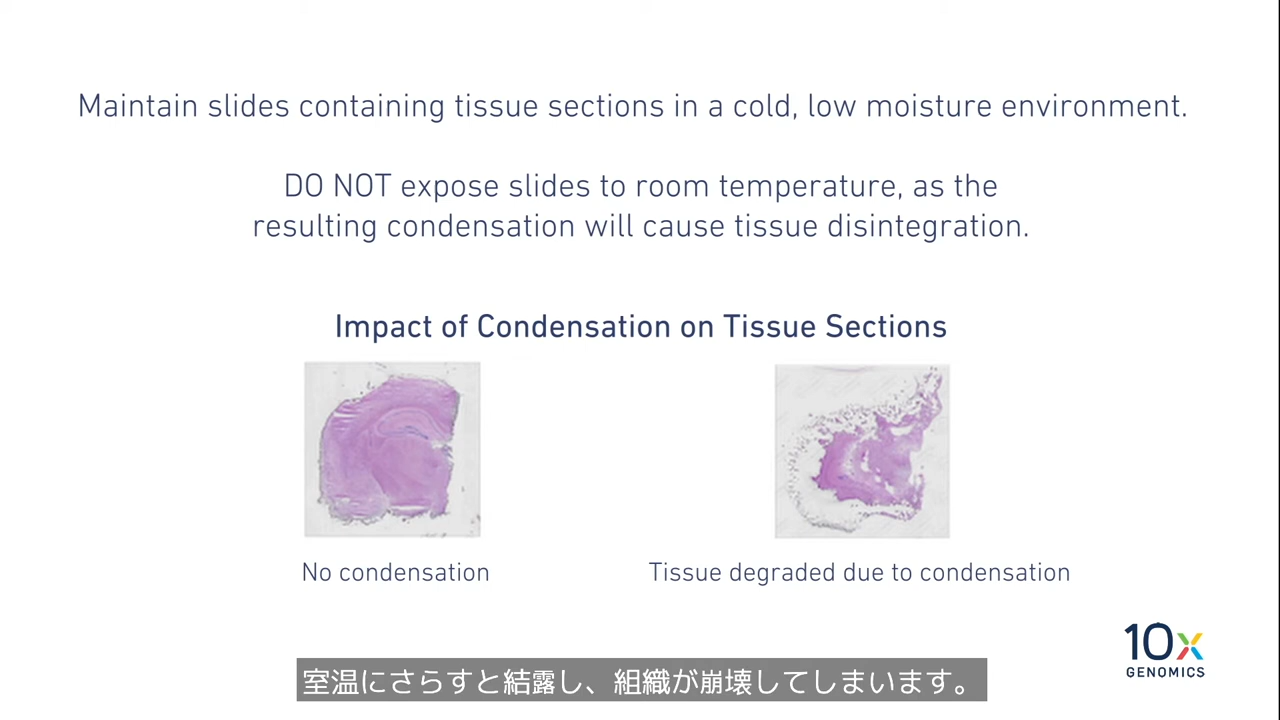 Maintain slides containing tissue sections in a cold, low moisture environment.
DO NOT expose slides to room temperature, as the
resulting condensation will cause tissue disintegration.
Impact of Condensation on Tissue Sections
No condensation
Tissue degraded due to condensation
10x
GENOMICS
室温にさらすと結露し、組織が崩壊してしまいます。